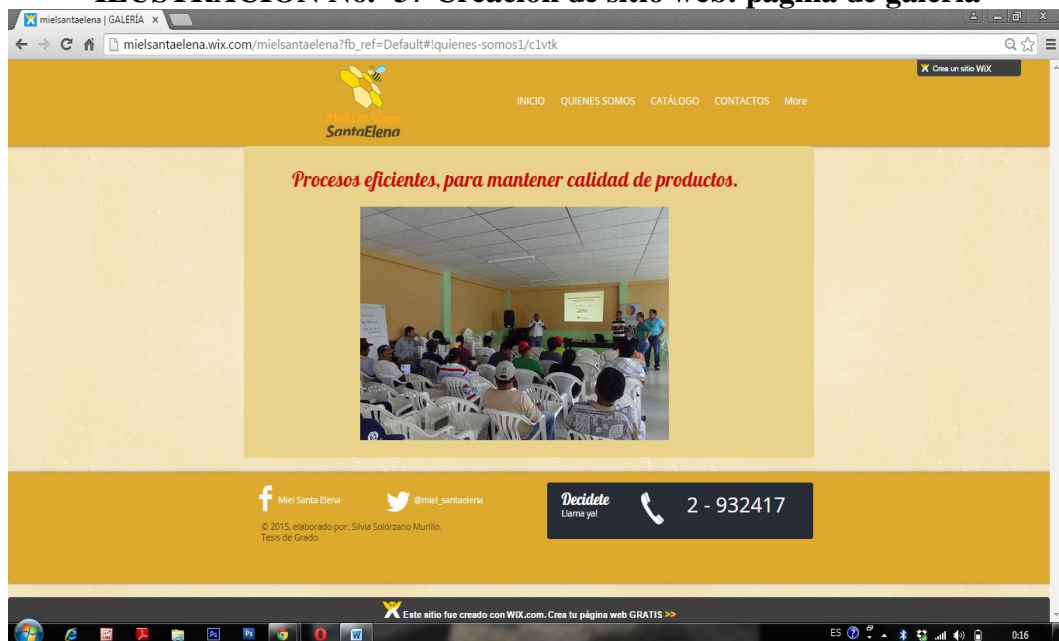 ILUSTRACIÓN No. 37 Creación de sitio web: página de galería
mielsantaelena | GALERÍA
mielsantaelena.wix.com/mielsantaelena?fb_ref=Default#!quienes-somos1/c1vtk
Crea un sitio WiX
Miel De Abeja
SantaElena
INICIO QUIENES SOMOS CATÁLOGO CONTACTOS More
Procesos eficientes, para mantener calidad de productos.
Miel Santa Elena
@miel_santaelena
Decidete
Llama ya!
2 - 932417
© 2015, elaborado por: Silvia Solórzano Murillo.
Tesis de Grado.
Este sitio fue creado con WIX.com. Crea tu página web GRATIS >>
ES
0:16